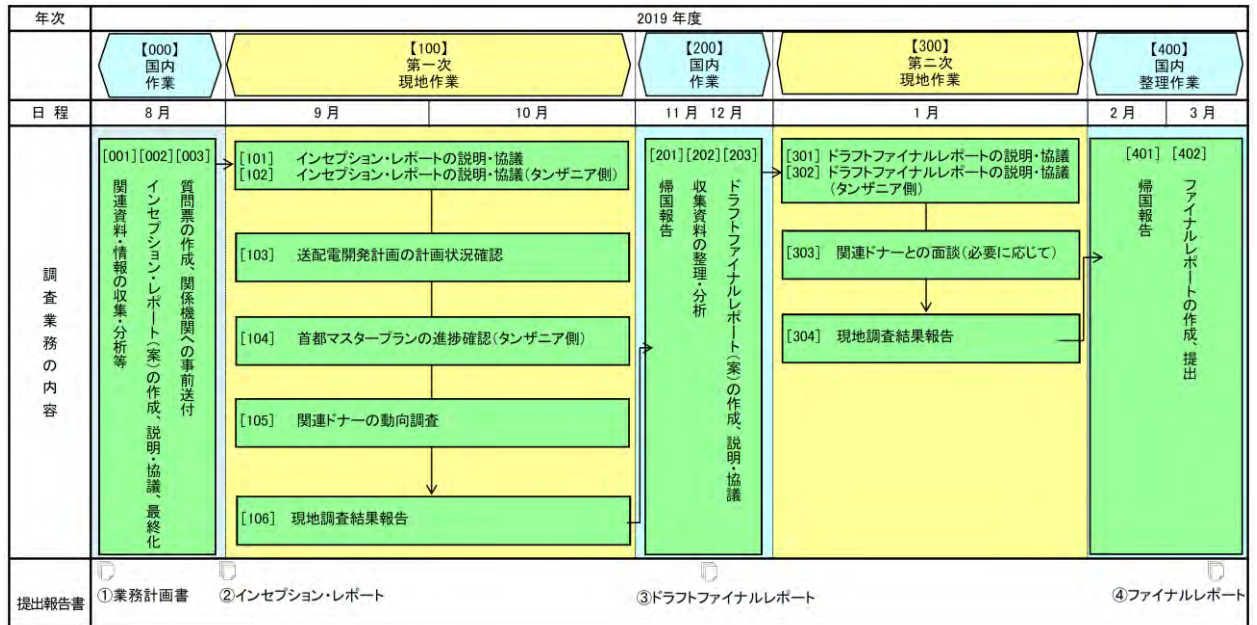 年次
2019 年度
【000】
国内
作業
【100】
第一次
現地作業
【200】
国内
作業
【300】
第二次
現地作業
【400】
国内
整理作業
日 程
8 月
9 月
10 月
11 月 12 月
1 月
2 月
3 月
調査業務の内容
[001][002][003]
関連資料・情報の収集・分析等
インセプション・レポート(案)の作成、説明・協議、最終化
質問票の作成、関係機関への事前送付
[101] インセプション・レポートの説明・協議
[102] インセプション・レポートの説明・協議(タンザニア側)
[103] 送配電開発計画の計画状況確認
[104] 首都マスタープランの進捗確認(タンザニア側)
[105] 関連ドナーの動向調査
[106] 現地調査結果報告
[201][202][203]
帰国報告
収集資料の整理・分析
ドラフトファイナルレポート(案)の作成、説明・協議
[301] ドラフトファイナルレポートの説明・協議
[302] ドラフトファイナルレポートの説明・協議
(タンザニア側)
[303] 関連ドナーとの面談(必要に応じて)
[304] 現地調査結果報告
[401] [402]
帰国報告
ファイナルレポートの作成、提出
提出報告書
①業務計画書
②インセプション・レポート
③ドラフトファイナルレポート
④ファイナルレポート